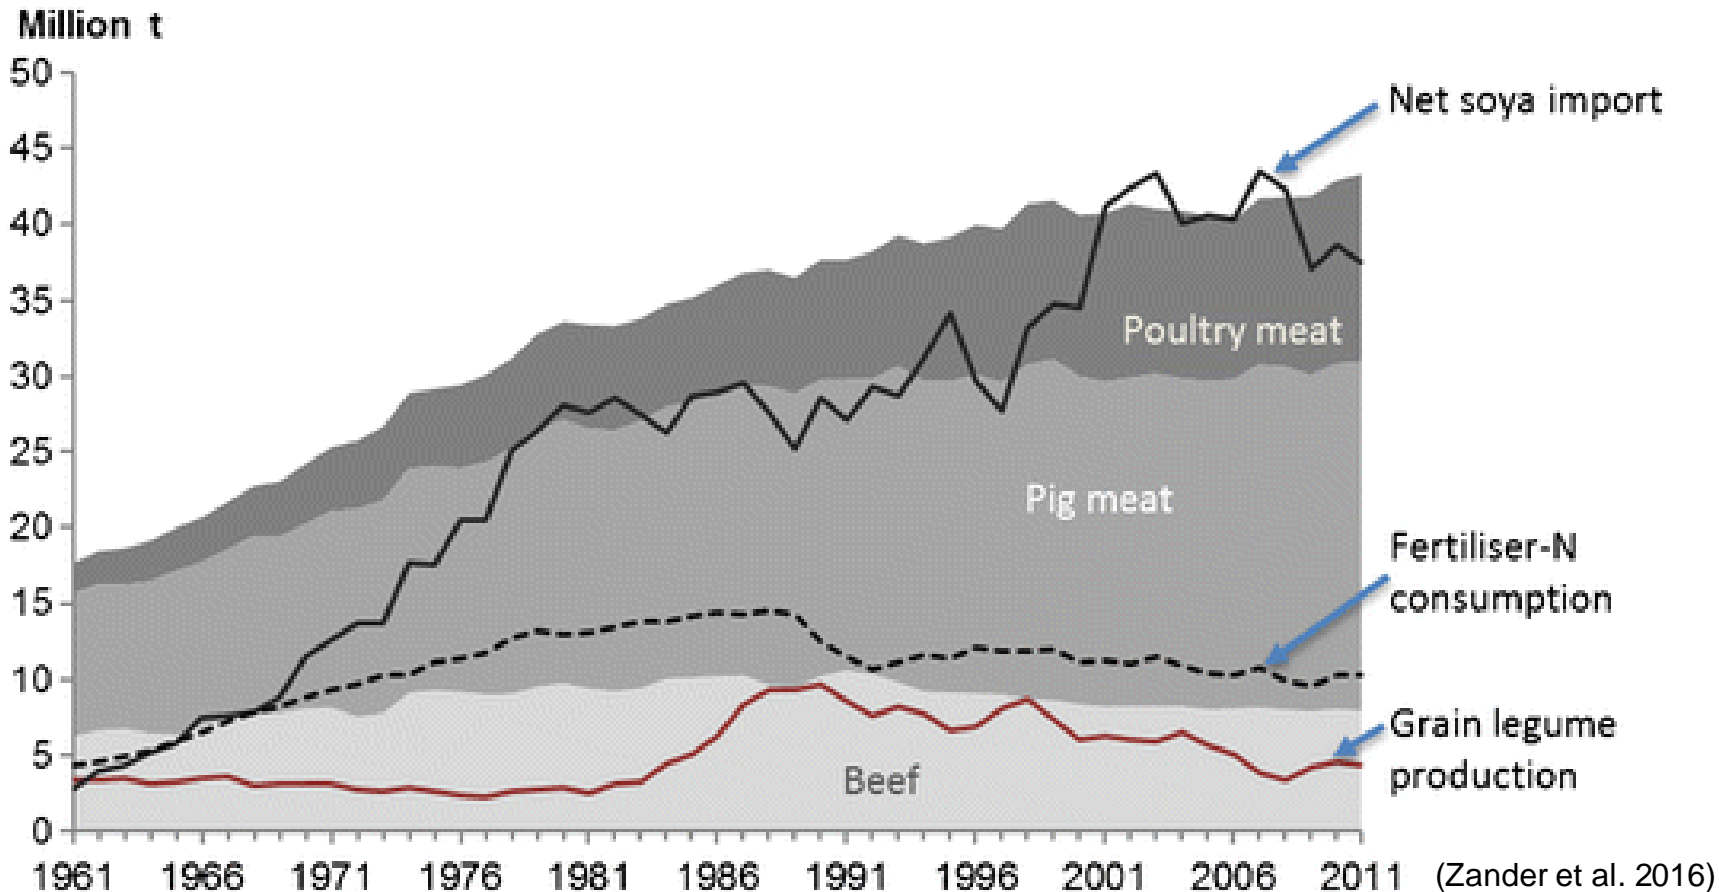 Million t
50
Net soya import
45
40
35
Poultry meat
30
25
Pig meat
20
Fertiliser-N
consumption
15
10
Grain legume
production
5
Beef
0
1961 1966 1971 1976 1981 1986 1991 1996 2001 2006 2011 (Zander et al. 2016)